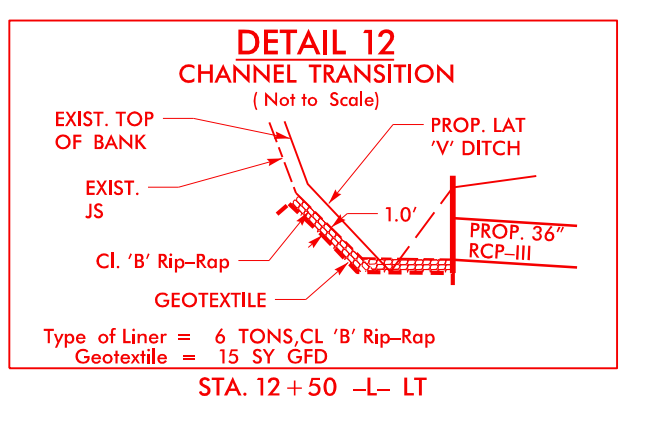 DETAIL 12
CHANNEL TRANSITION
( Not to Scale)
EXIST. TOP
OF BANK
PROP. LAT
'V' DITCH
EXIST.
JS
1.0'
PROP. 36"
RCP–III
Cl. 'B' Rip–Rap
GEOTEXTILE
Type of Liner = 6 TONS,CL 'B' Rip–Rap
Geotextile = 15 SY GFD
STA. 12+50 –L– LT